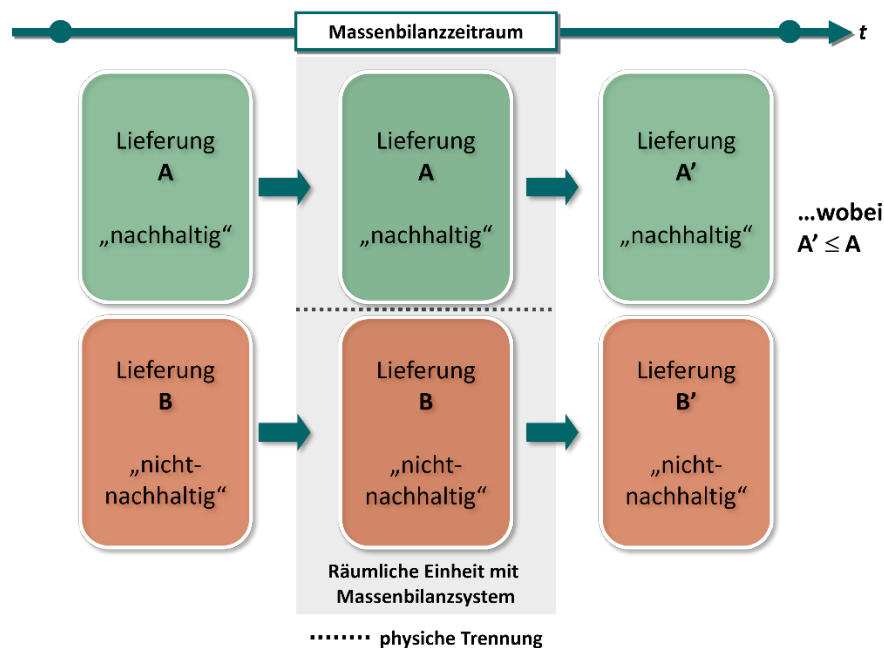 Massenbilanzzeitraum
t
Lieferung
A
„nachhaltig“
Lieferung
A
„nachhaltig“
Lieferung
A’
„nachhaltig“
...wobei
A’ ≤ A
Lieferung
B
„nicht-
nachhaltig“
Lieferung
B
„nicht-
nachhaltig“
Lieferung
B’
„nicht-
nachhaltig“
Räumliche Einheit mit
Massenbilanzsystem
physiche Trennung